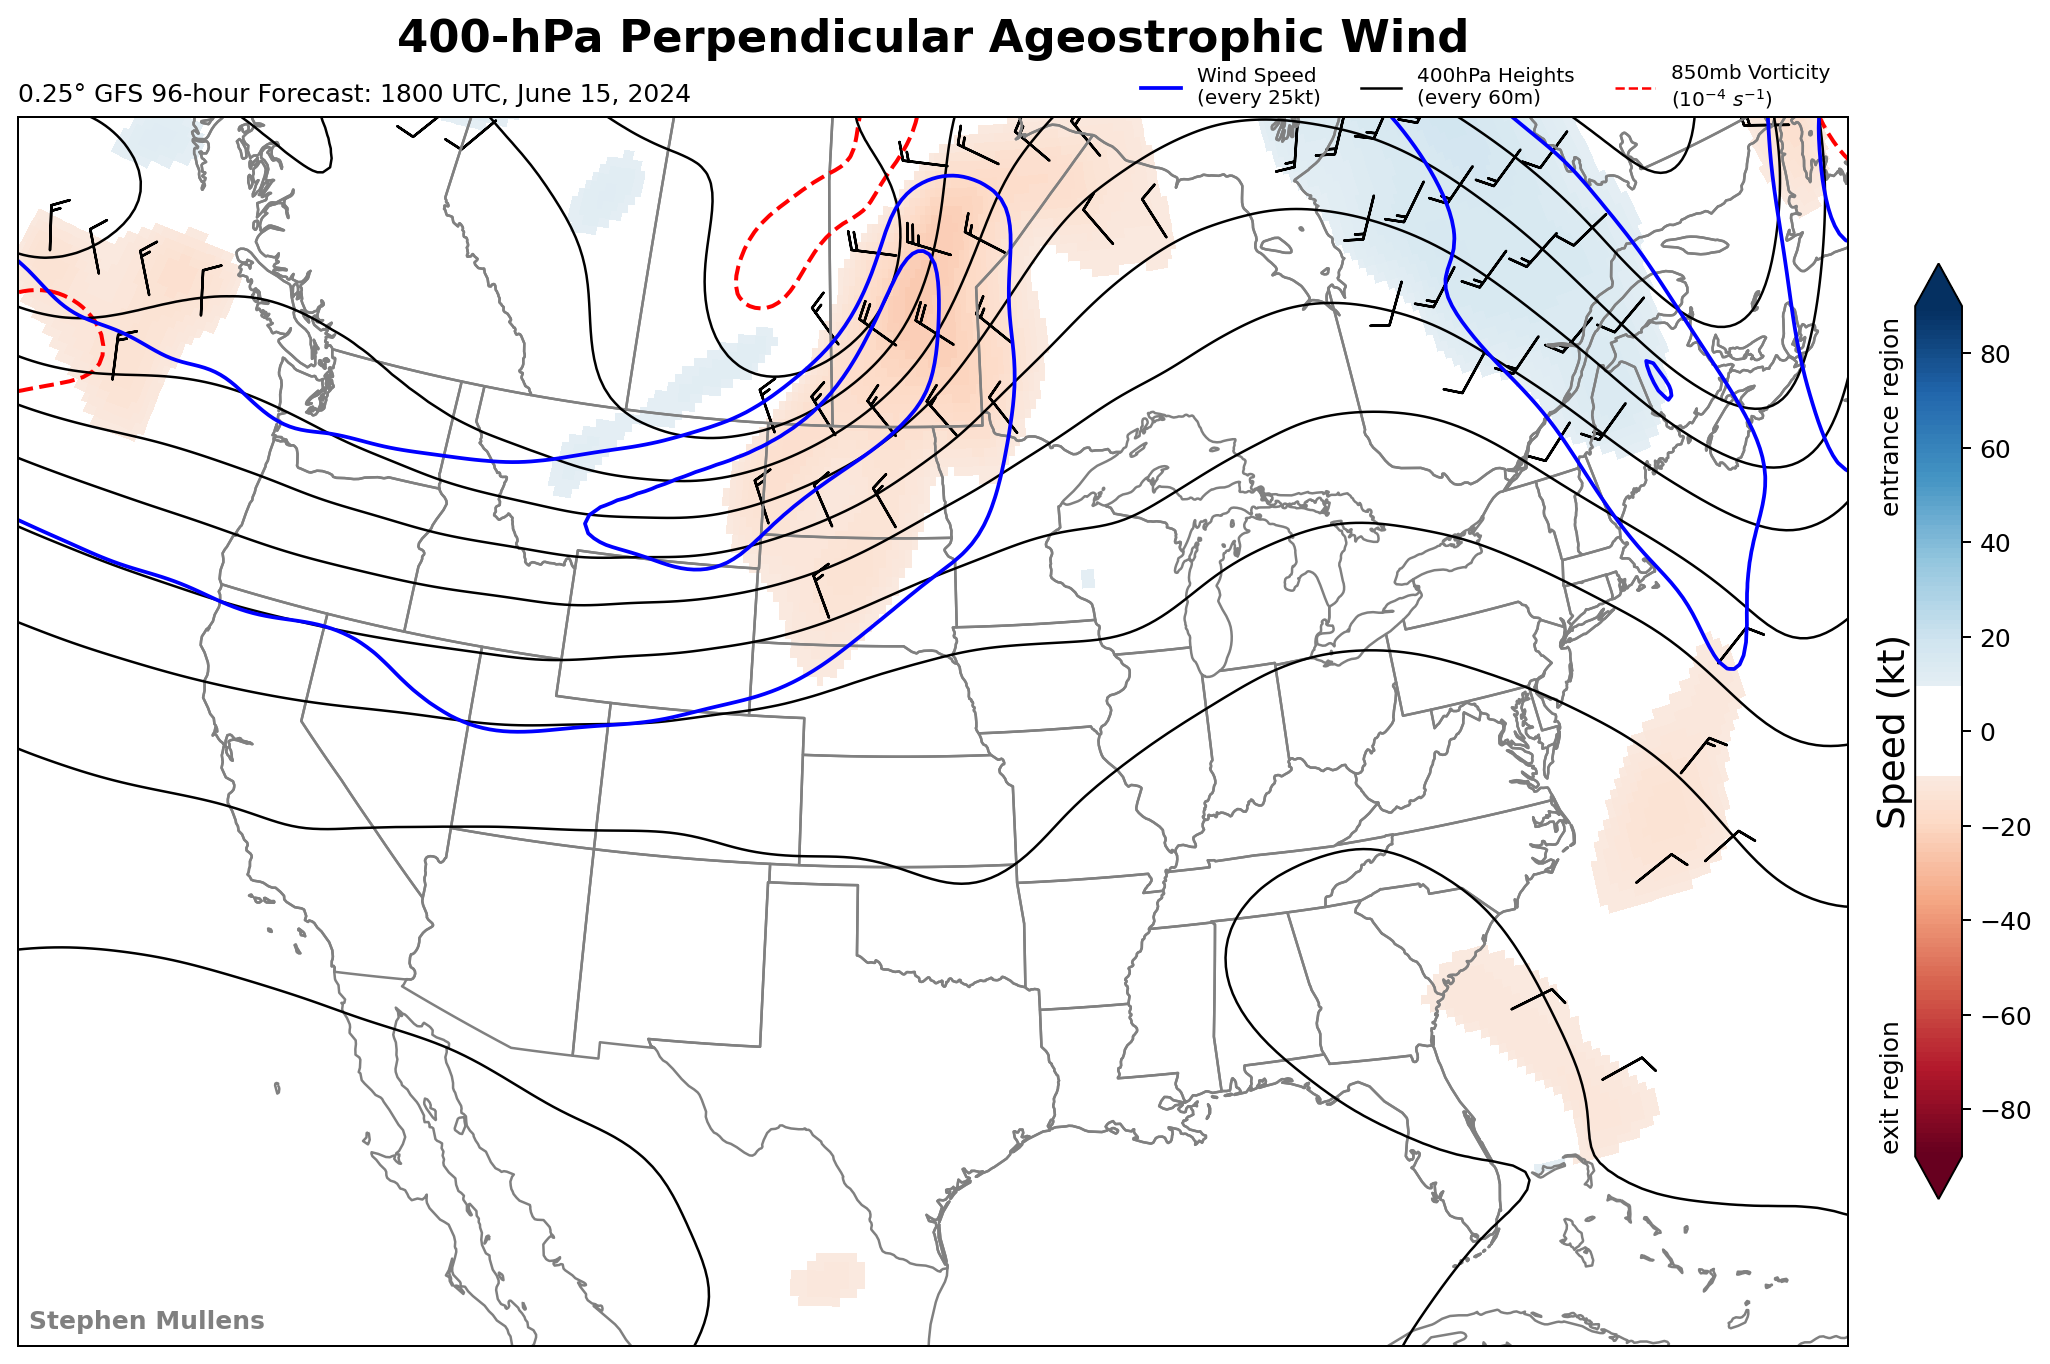 400-hPa Perpendicular Ageostrophic Wind
0.25° GFS 96-hour Forecast: 1800 UTC, June 15, 2024
Wind Speed
(every 25kt)
400hPa Heights
(every 60m)
850mb Vorticity
(10⁻⁴ s⁻¹)
entrance region
Speed (kt)
exit region
80
60
40
20
0
−20
−40
−60
−80
Stephen Mullens